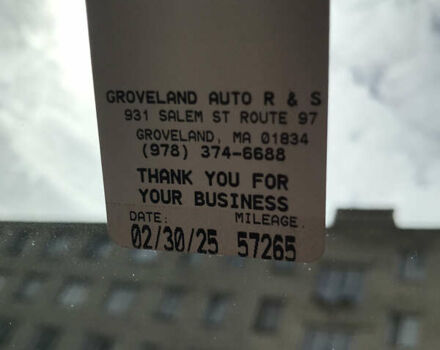 GROVELAND AUTO R & S
931 SALEM ST ROUTE 97
GROVELAND, MA 01834
(978) 374-6688
THANK YOU FOR
YOUR BUSINESS
DATE: MILEAGE:
02/30/25 57265